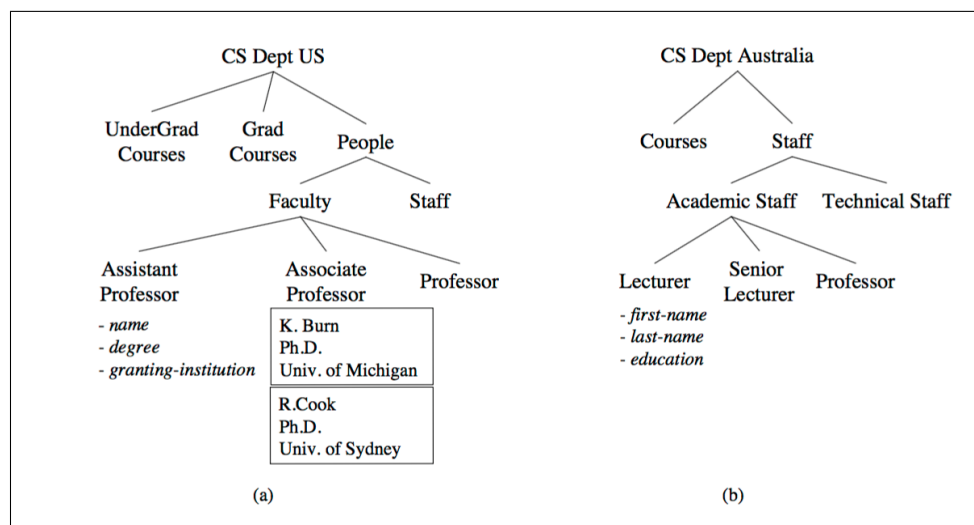 CS Dept US
UnderGrad
Courses
Grad
Courses
People
Faculty
Staff
Assistant
Professor
Associate
Professor
Professor
- name
- degree
- granting-institution
K. Burn
Ph.D.
Univ. of Michigan
R.Cook
Ph.D.
Univ. of Sydney
(a)
CS Dept Australia
Courses
Staff
Academic Staff
Technical Staff
Lecturer
Senior
Lecturer
Professor
- first-name
- last-name
- education
(b)